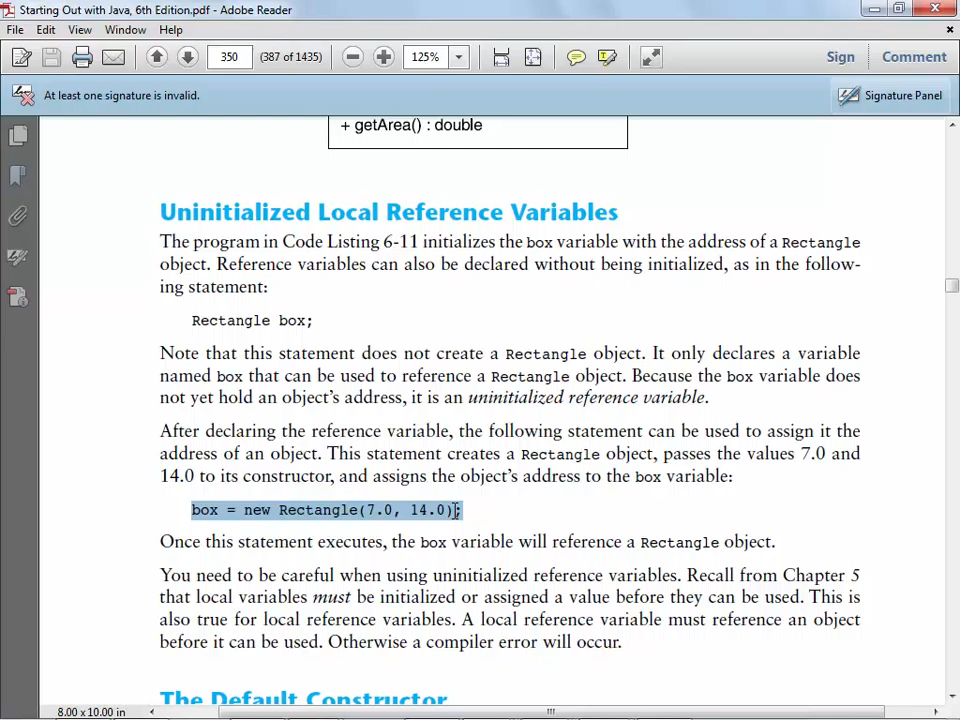 Starting Out with Java, 6th Edition.pdf - Adobe Reader
File Edit View Window Help
350 (387 of 1435) 125% Sign Comment
At least one signature is invalid. Signature Panel
+ getArea() : double
Uninitialized Local Reference Variables
The program in Code Listing 6-11 initializes the box variable with the address of a Rectangle
object. Reference variables can also be declared without being initialized, as in the follow-
ing statement:
Rectangle box;
Note that this statement does not create a Rectangle object. It only declares a variable
named box that can be used to reference a Rectangle object. Because the box variable does
not yet hold an object's address, it is an uninitialized reference variable.
After declaring the reference variable, the following statement can be used to assign it the
address of an object. This statement creates a Rectangle object, passes the values 7.0 and
14.0 to its constructor, and assigns the object's address to the box variable:
box = new Rectangle(7.0, 14.0);
Once this statement executes, the box variable will reference a Rectangle object.
You need to be careful when using uninitialized reference variables. Recall from Chapter 5
that local variables must be initialized or assigned a value before they can be used. This is
also true for local reference variables. A local reference variable must reference an object
before it can be used. Otherwise a compiler error will occur.
The Default Constructor
8.00 x 10.00 in